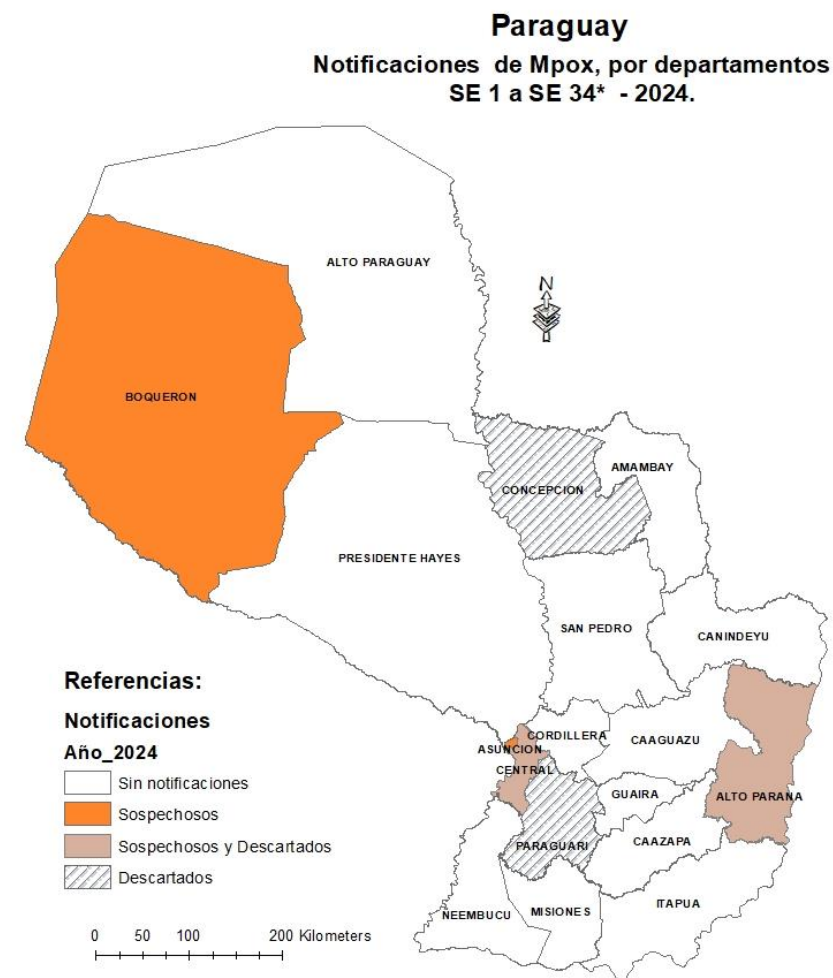 Paraguay
Notificaciones de Mpox, por departamentos
SE 1 a SE 34* - 2024.
N
ALTO PARAGUAY
BOQUERON
AMAMBAY
CONCEPCION
PRESIDENTE HAYES
SAN PEDRO
CANINDEYU
CORDILLERA
ASUNCION
CAAGUAZU
CENTRAL
GUAIRA
ALTO PARANA
CAAZAPA
PARAGUARI
ITAPUA
MISIONES
ÑEEMBUCU
Referencias:
Notificaciones
Año_2024
Sin notificaciones
Sospechosos
Sospechosos y Descartados
Descartados
0 50 100 200 Kilometers